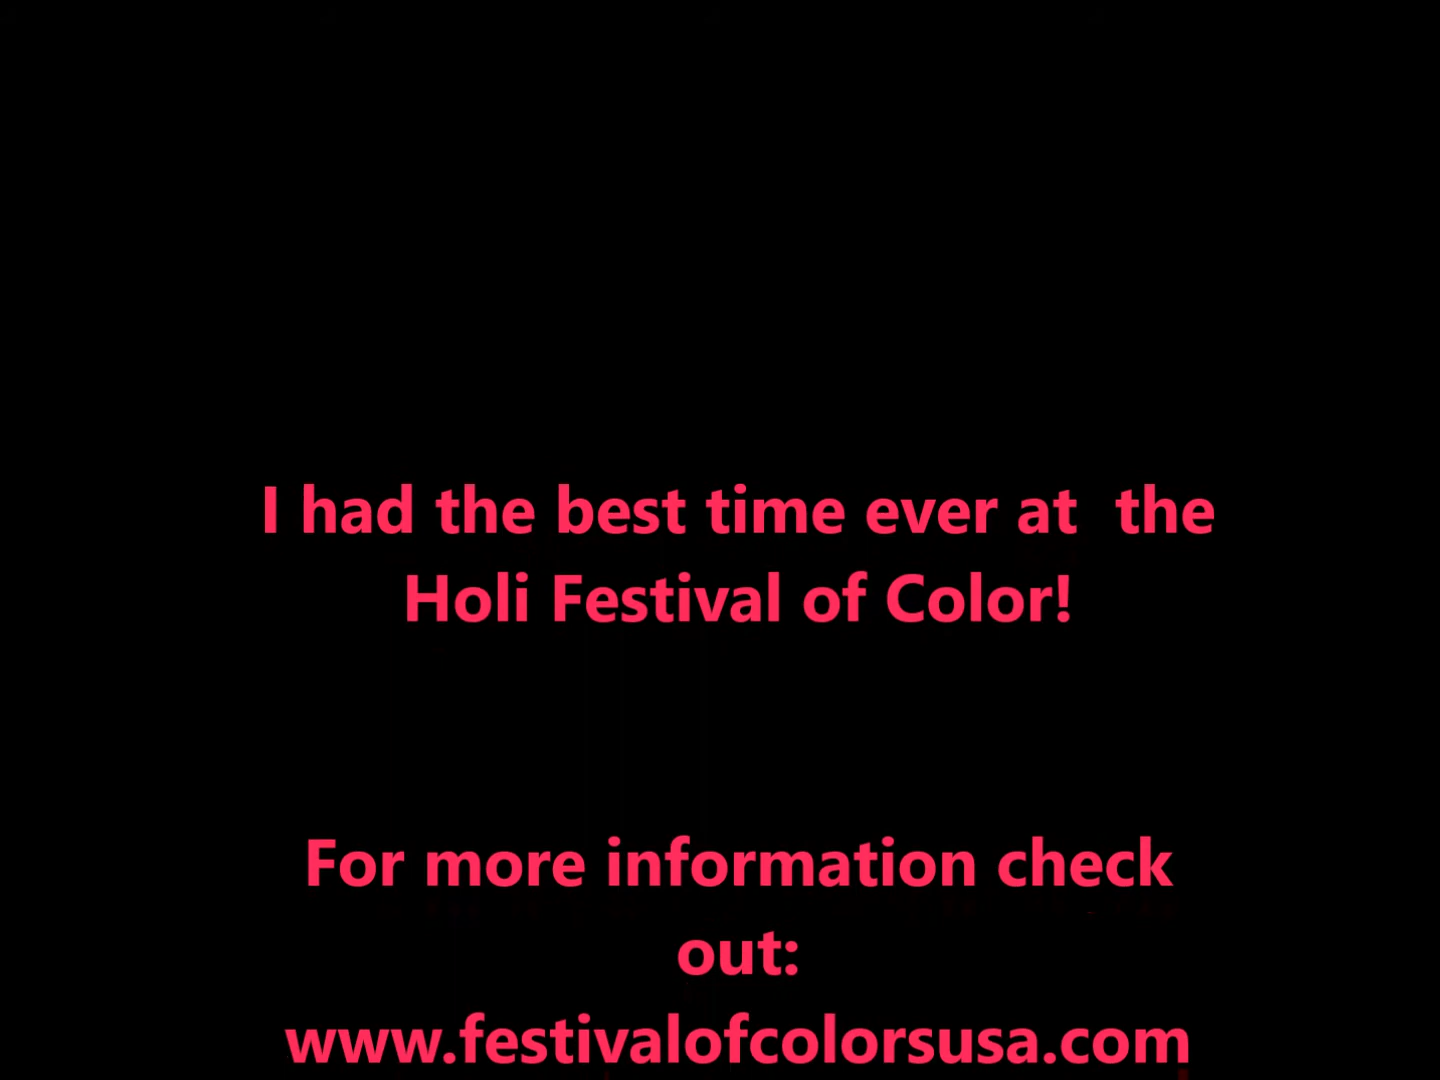 I had the best time ever at  the
Holi Festival of Color!
For more information check
out:
www.festivalofcolorsusa.com